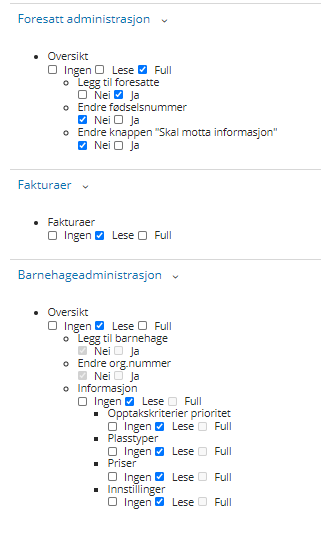 Foresatt administrasjon
Oversikt
Ingen Lese Full
Legg til foresatte
Nei Ja
Endre fødselsnummer
Nei Ja
Endre knappen "Skal motta informasjon"
Nei Ja
Fakturaer
Fakturaer
Ingen Lese Full
Barnehageadministrasjon
Oversikt
Ingen Lese Full
Legg til barnehage
Nei Ja
Endre org.nummer
Nei Ja
Informasjon
Ingen Lese Full
Opptakskriterier prioritet
Ingen Lese Full
Plasstyper
Ingen Lese Full
Priser
Ingen Lese Full
Innstillinger
Ingen Lese Full